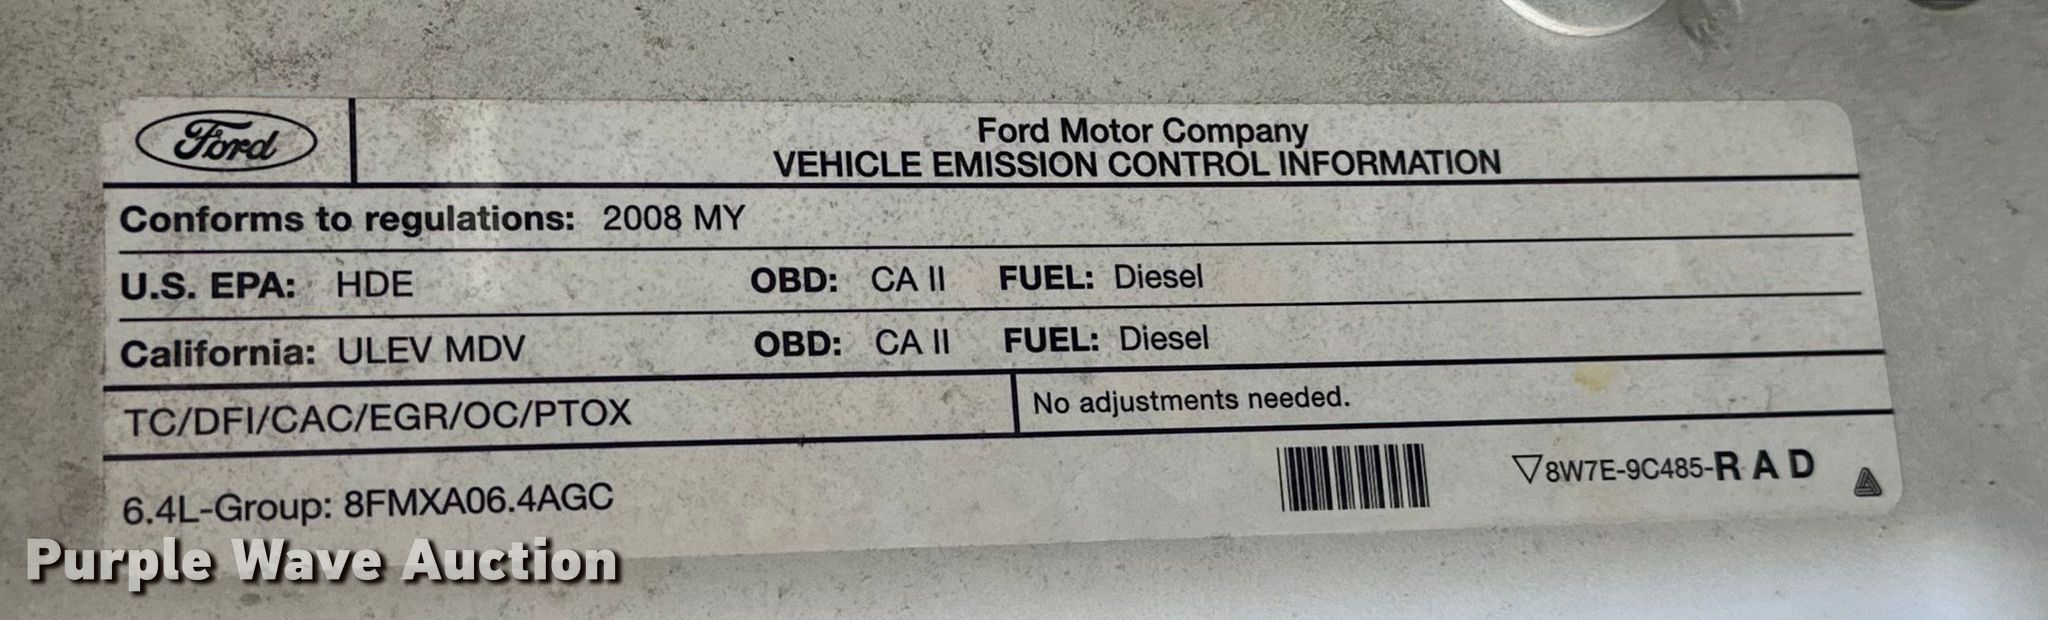 Ford
Ford Motor Company
VEHICLE EMISSION CONTROL INFORMATION
Conforms to regulations: 2008 MY
U.S. EPA: HDE OBD: CA II FUEL: Diesel
California: ULEV MDV OBD: CA II FUEL: Diesel
TC/DFI/CAC/EGR/OC/PTOX No adjustments needed.
6.4L-Group: 8FMXA06.4AGC ▽8W7E-9C485-R A D
Purple Wave Auction